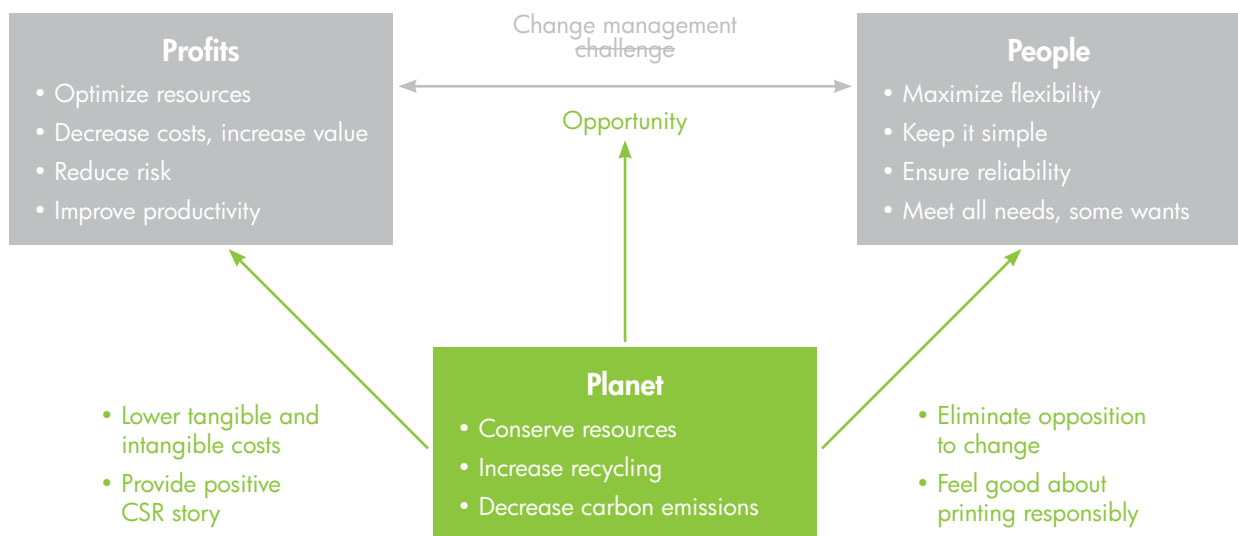 Profits
• Optimize resources
• Decrease costs, increase value
• Reduce risk
• Improve productivity
Change management
challenge
Opportunity
People
• Maximize flexibility
• Keep it simple
• Ensure reliability
• Meet all needs, some wants
• Lower tangible and
intangible costs
• Provide positive
CSR story
Planet
• Conserve resources
• Increase recycling
• Decrease carbon emissions
• Eliminate opposition
to change
• Feel good about
printing responsibly